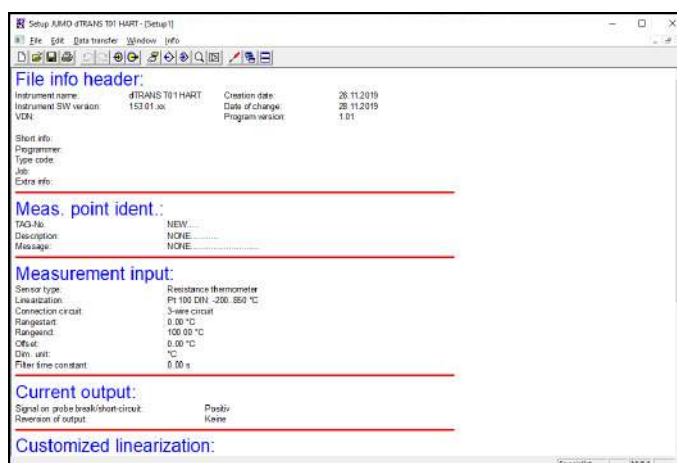 Setup JUMO dTRANS T01 HART - [Setup1]
File Edit Data transfer Window Info
File info header:
Instrument name: dTRANS T01 HART Creation date: 28.11.2019
Instrument SW version: 153.01.xx Date of change: 28.11.2019
VDN: Program version: 1.01
Short info:
Programmer:
Type code:
Job:
Extra info:
Meas. point ident.:
TAG-No. NEW.....
Description: NONE............
Message: NONE............................
Measurement input:
Sensor type: Resistance thermometer
Linearization: Pt 100 DIN -200..850 °C
Connection circuit: 3-wire circuit
Rangestart: 0.00 °C
Rangeend: 100.00 °C
Offset: 0.00 °C
Dim. unit: °C
Filter time constant: 0.00 s
Current output:
Signal on probe break/short-circuit: Positiv
Reversion of output: Keine
Customized linearization: